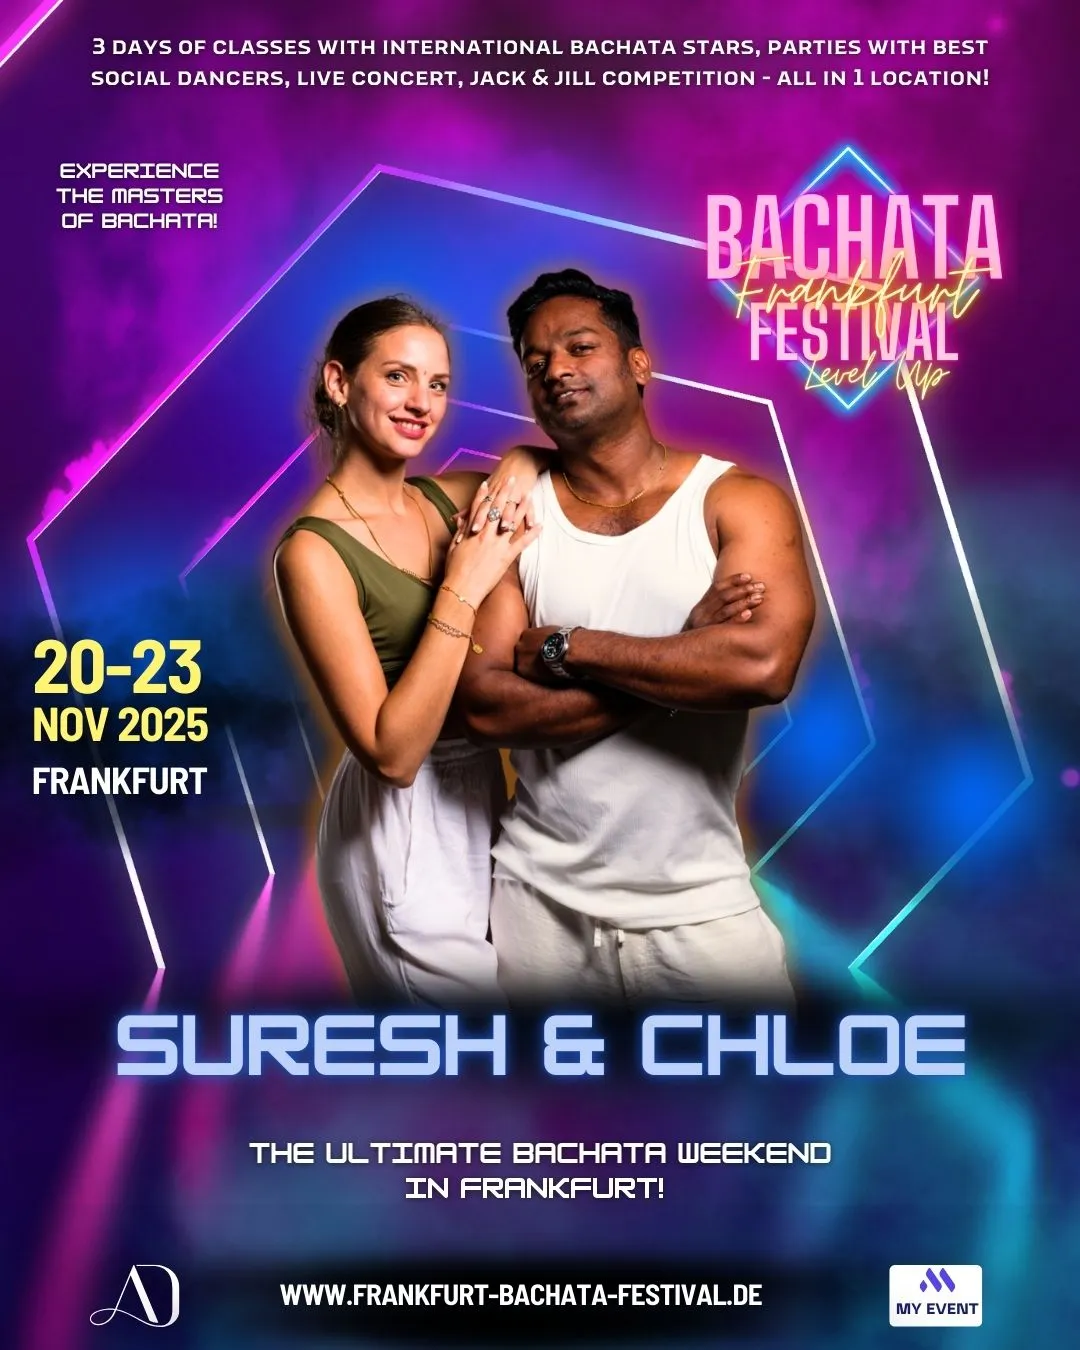 3 DAYS OF CLASSES WITH INTERNATIONAL BACHATA STARS, PARTIES WITH BEST
SOCIAL DANCERS, LIVE CONCERT, JACK & JILL COMPETITION - ALL IN 1 LOCATION!
EXPERIENCE
THE MASTERS
OF BACHATA!
BACHATA
Frankfurt
FESTIVAL
Level Up
20-23
NOV 2025
FRANKFURT
SURESH & CHLOE
THE ULTIMATE BACHATA WEEKEND
IN FRANKFURT!
AD
WWW.FRANKFURT-BACHATA-FESTIVAL.DE
MY EVENT